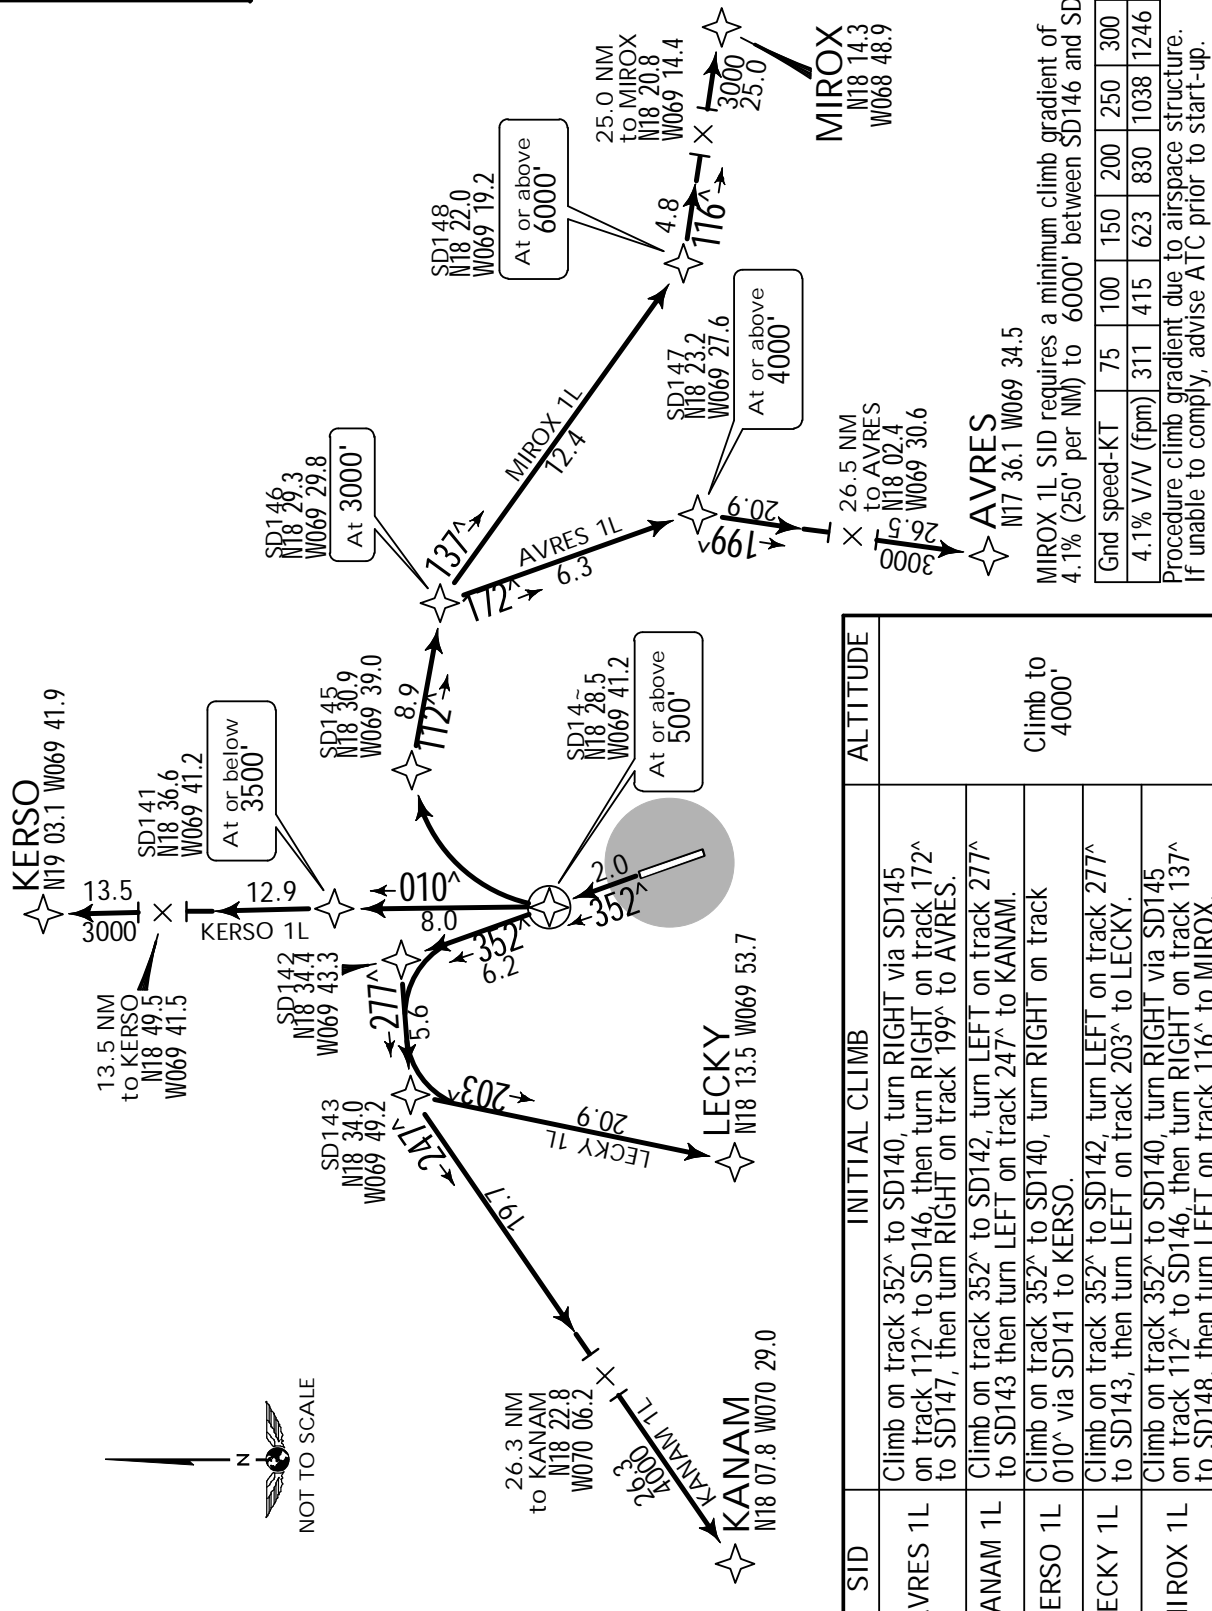 KERSO
N19 03.1 W069 41.9
13.5
3000
13.5 NM
to KERSO
N18 49.5
W069 41.5
12.9
KERSO 1L
SD141
N18 36.6
W069 41.2
At or below
3500'
010^
8.0
SD142
N18 34.4
W069 43.3
352^
6.2
277^
5.6
SD143
N18 34.0
W069 49.2
247^
19.7
203^
20.9
LECKY 1L
LECKY
N18 13.5 W069 53.7
26.3 NM
to KANAM
N18 22.8
W070 06.2
26.3
4000
KANAM 1L
KANAM
N18 07.8 W070 29.0
NOT TO SCALE
N
2.0
352^
SD14~
N18 28.5
W069 41.2
At or above
500'
SD145
N18 30.9
W069 39.0
8.9
112^
SD146
N18 29.3
W069 29.8
At 3000'
137^
MIROX 1L
12.4
172^
AVRES 1L
6.3
SD147
N18 23.2
W069 27.6
At or above
4000'
199^
20.9
26.5 NM
to AVRES
N18 02.4
W069 30.6
26.5
3000
AVRES
N17 36.1 W069 34.5
SD148
N18 22.0
W069 19.2
At or above
6000'
4.8
116^
25.0 NM
to MIROX
N18 20.8
W069 14.4
3000
25.0
MIROX
N18 14.3
W068 48.9
MIROX 1L SID requires a minimum climb gradient of
4.1% (250' per NM) to 6000' between SD146 and SD
Gnd speed-KT 75 100 150 200 250 300
4.1% V/V (fpm) 311 415 623 830 1038 1246
Procedure climb gradient due to airspace structure.
If unable to comply, advise ATC prior to start-up.
SID INITIAL CLIMB ALTITUDE
VRES 1L
Climb on track 352^ to SD140, turn RIGHT via SD145
on track 112^ to SD146, then turn RIGHT on track 172^
to SD147, then turn RIGHT on track 199^ to AVRES.
ANAM 1L
Climb on track 352^ to SD142, turn LEFT on track 277^
to SD143 then turn LEFT on track 247^ to KANAM.
ERSO 1L
Climb on track 352^ to SD140, turn RIGHT on track
010^ via SD141 to KERSO.
ECKY 1L
Climb on track 352^ to SD142, turn LEFT on track 277^
to SD143, then turn LEFT on track 203^ to LECKY.
IROX 1L
Climb on track 352^ to SD140, turn RIGHT via SD145
on track 112^ to SD146, then turn RIGHT on track 137^
to SD148, then turn LEFT on track 116^ to MIROX.
Climb to
4000'